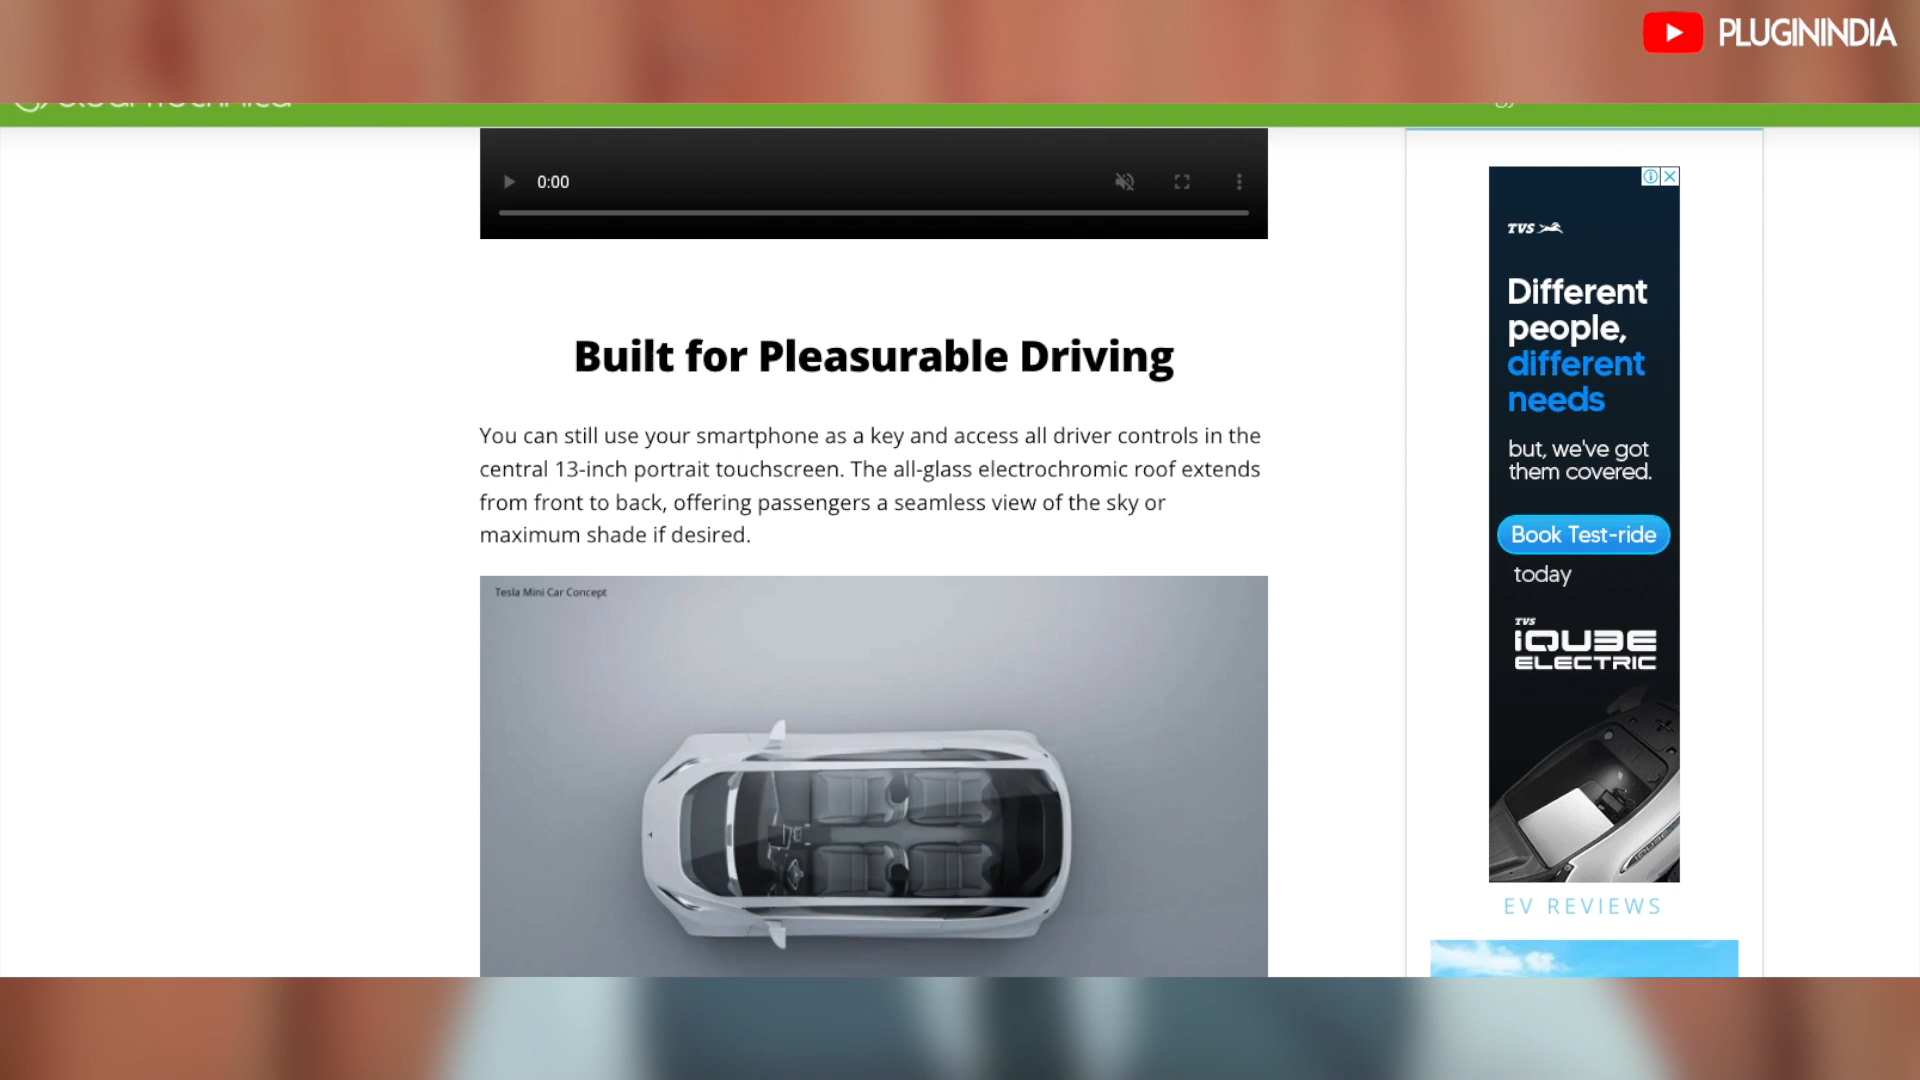 PLUGININDIA
0:00
Built for Pleasurable Driving
You can still use your smartphone as a key and access all driver controls in the
central 13-inch portrait touchscreen. The all-glass electrochromic roof extends
from front to back, offering passengers a seamless view of the sky or
maximum shade if desired.
Tesla Mini Car Concept
TVS
Different
people,
different
needs
but, we've got
them covered.
Book Test-ride
today
TVS
iQUBE
ELECTRIC
EV REVIEWS